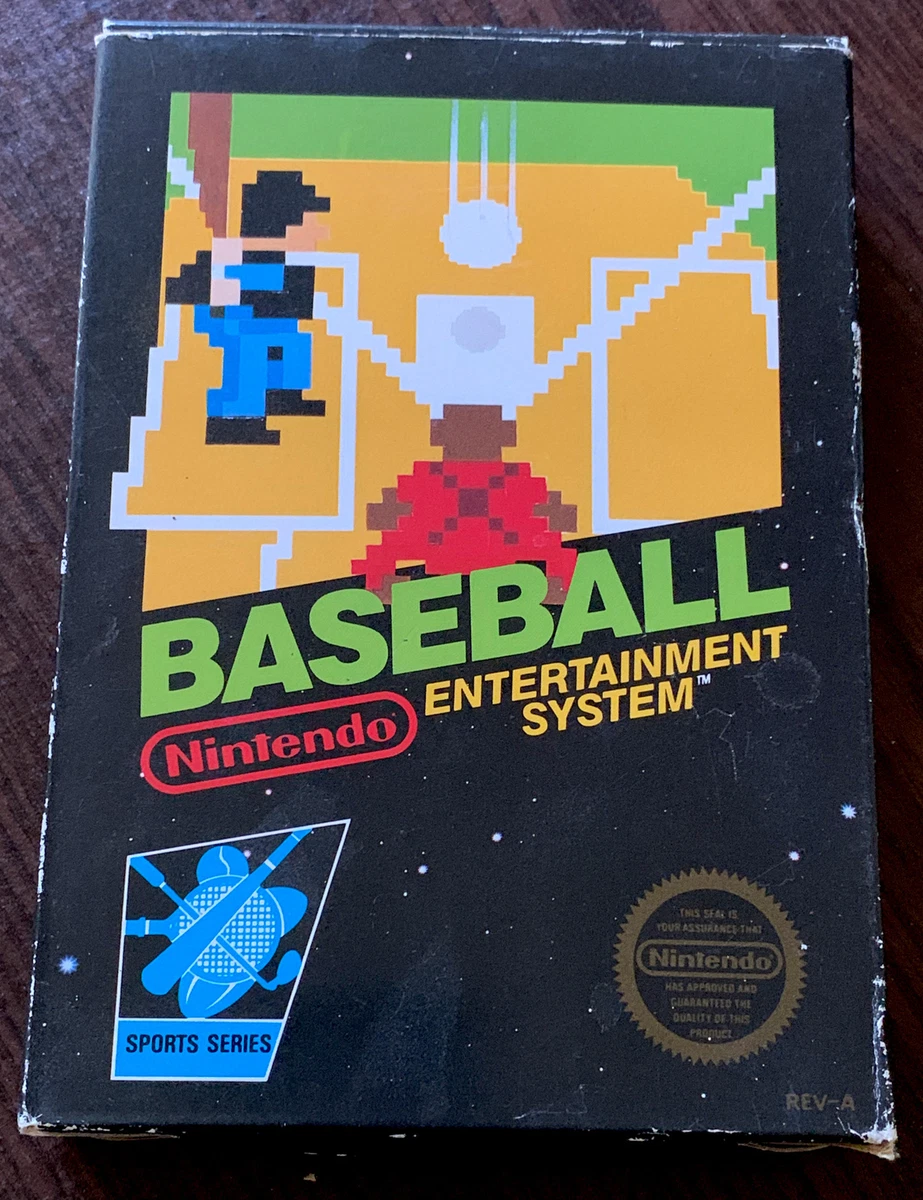 BASEBALL
Nintendo®
ENTERTAINMENT
SYSTEM™
SPORTS SERIES
THIS SEAL IS
YOUR ASSURANCE THAT
Nintendo®
HAS APPROVED AND
GUARANTEED THE
QUALITY OF THIS
PRODUCT.
REV-A